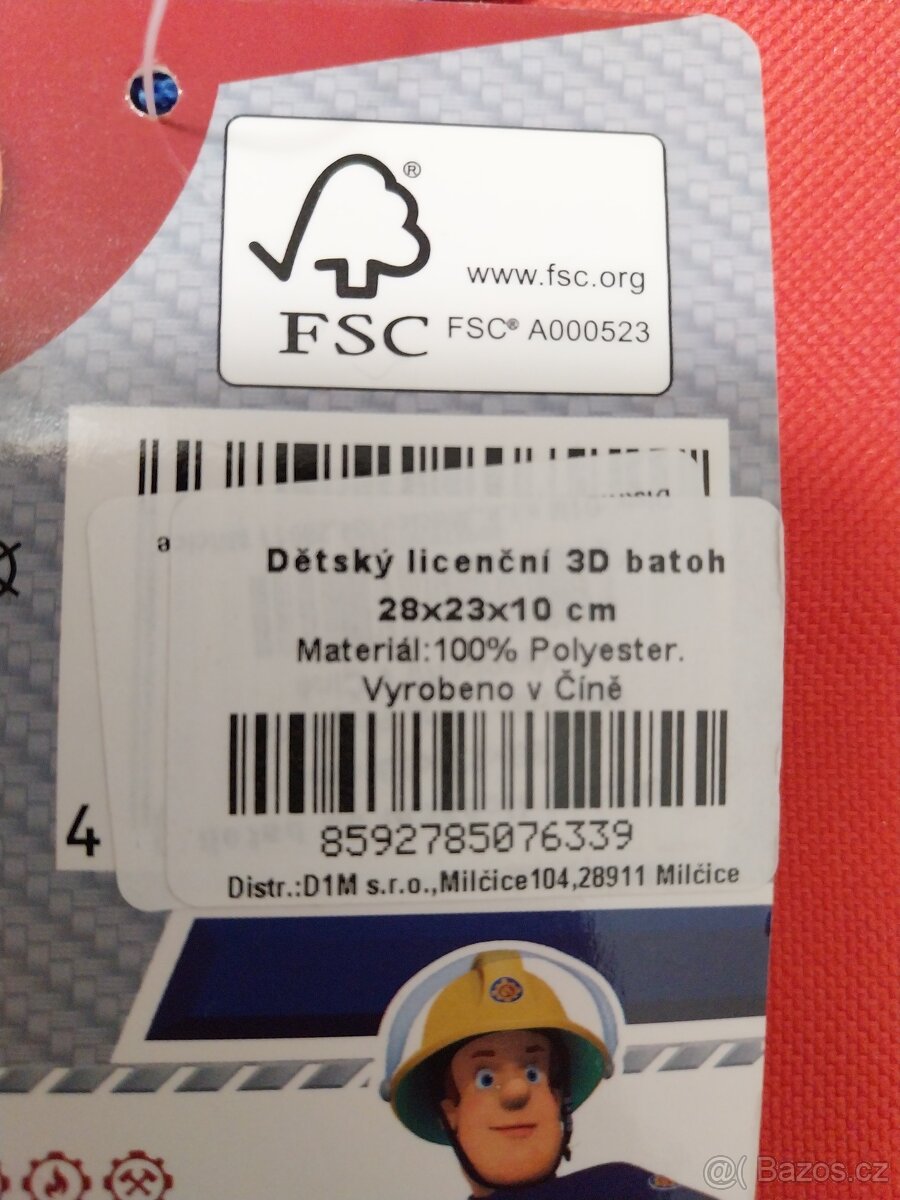 ®
www.fsc.org
FSC FSC® A000523
Dětský licenční 3D batoh
28x23x10 cm
Materiál:100% Polyester.
Vyrobeno v Číně
8592785076339
4
Distr.:D1M s.r.o.,Milčice104,28911 Milčice
@( Bazos.cz